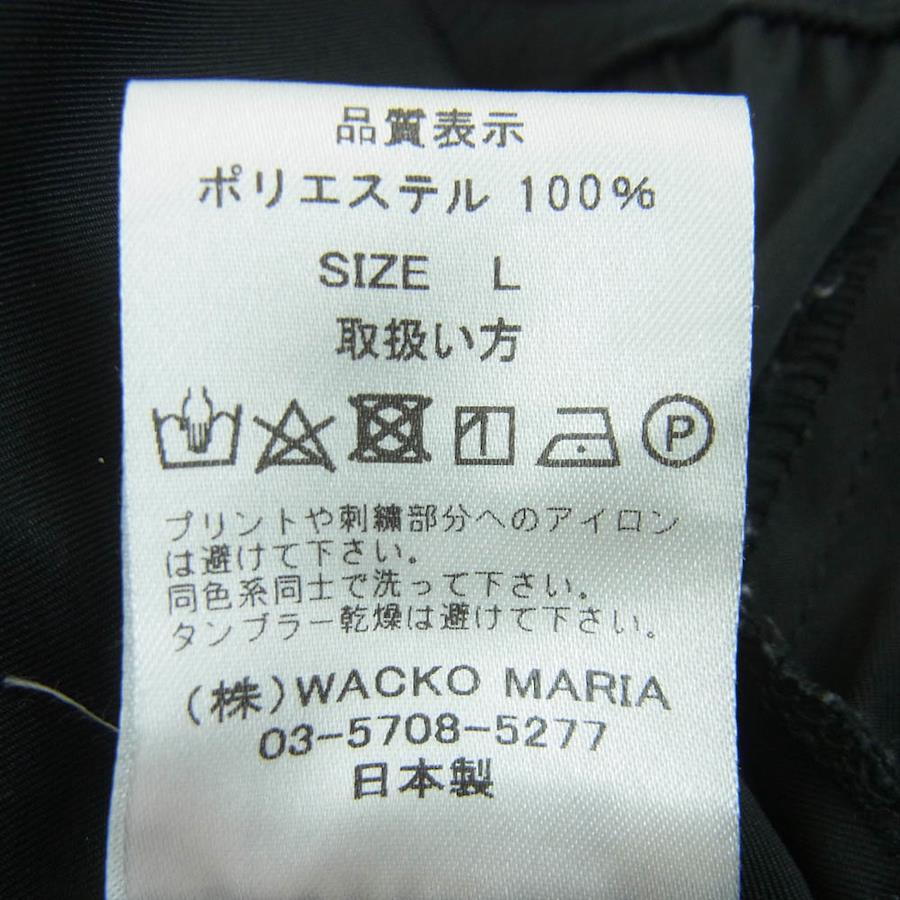 品質表示
ポリエステル 100%
SIZE L
取扱い方
P
プリントや刺繍部分へのアイロン
は避けて下さい。
同色系同士で洗って下さい。
タンブラー乾燥は避けて下さい。
(株)WACKO MARIA
03-5708-5277
日本製